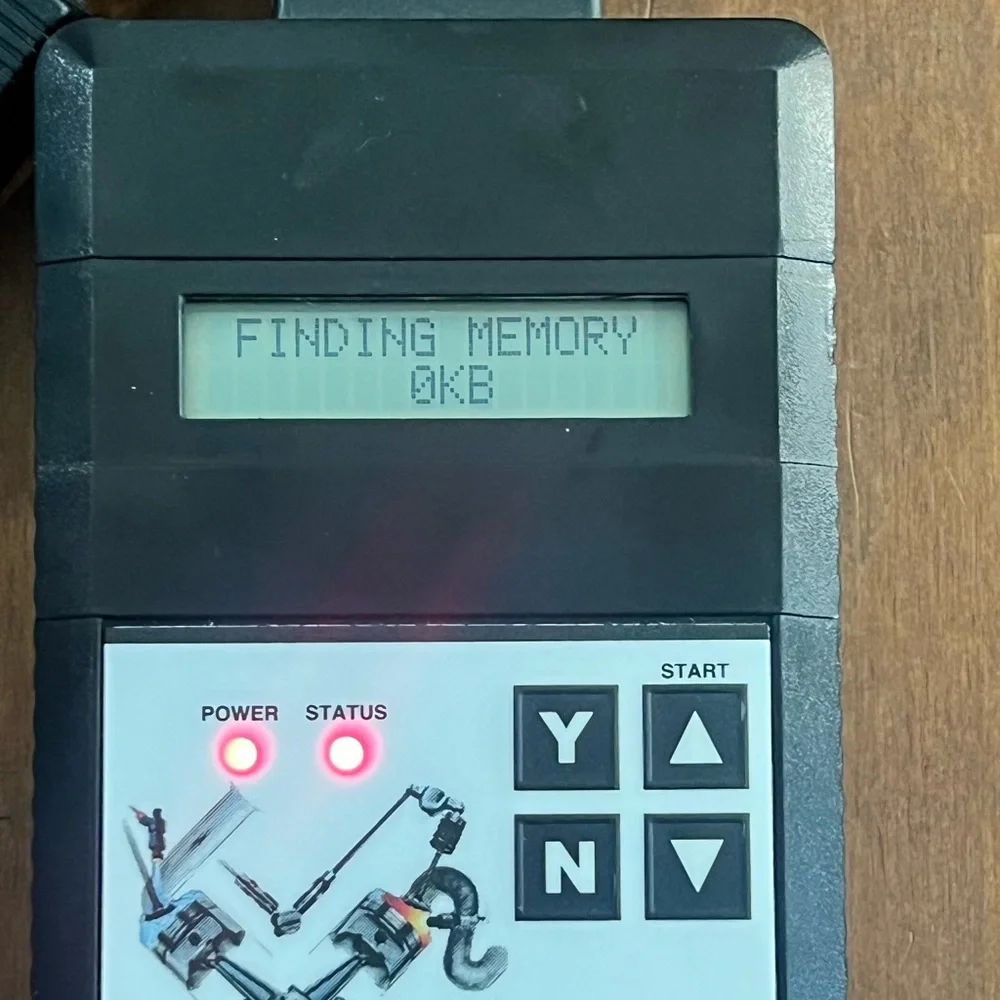 FINDING MEMORY
0KB
START
POWER STATUS
Y ▲
N ▼